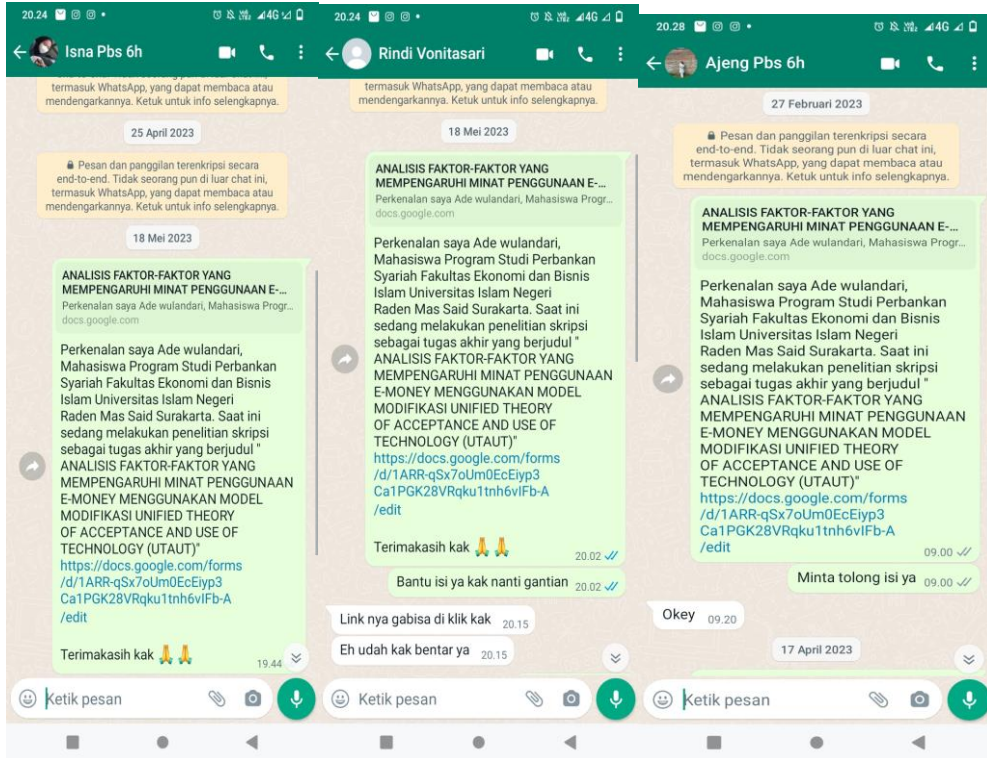 20.24
4G
Isna Pbs 6h
termasuk WhatsApp, yang dapat membaca atau
mendengarkannya. Ketuk untuk info selengkapnya.
25 April 2023
Pesan dan panggilan terenkripsi secara
end-to-end. Tidak seorang pun di luar chat ini,
termasuk WhatsApp, yang dapat membaca atau
mendengarkannya. Ketuk untuk info selengkapnya.
18 Mei 2023
ANALISIS FAKTOR-FAKTOR YANG
MEMPENGARUHI MINAT PENGGUNAAN E-...
Perkenalan saya Ade wulandari, Mahasiswa Progr...
docs.google.com
Perkenalan saya Ade wulandari,
Mahasiswa Program Studi Perbankan
Syariah Fakultas Ekonomi dan Bisnis
Islam Universitas Islam Negeri
Raden Mas Said Surakarta. Saat ini
sedang melakukan penelitian skripsi
sebagai tugas akhir yang berjudul "
ANALISIS FAKTOR-FAKTOR YANG
MEMPENGARUHI MINAT PENGGUNAAN
E-MONEY MENGGUNAKAN MODEL
MODIFIKASI UNIFIED THEORY
OF ACCEPTANCE AND USE OF
TECHNOLOGY (UTAUT)"
https://docs.google.com/forms
/d/1ARR-qSx7oUm0EcEiyp3
Ca1PGK28VRqku1tnh6vIFb-A
/edit
Terimakasih kak 🙏 🙏
19.44
Ketik pesan
20.24
4G
Rindi Vonitasari
termasuk WhatsApp, yang dapat membaca atau
mendengarkannya. Ketuk untuk info selengkapnya.
18 Mei 2023
ANALISIS FAKTOR-FAKTOR YANG
MEMPENGARUHI MINAT PENGGUNAAN E-...
Perkenalan saya Ade wulandari, Mahasiswa Progr...
docs.google.com
Perkenalan saya Ade wulandari,
Mahasiswa Program Studi Perbankan
Syariah Fakultas Ekonomi dan Bisnis
Islam Universitas Islam Negeri
Raden Mas Said Surakarta. Saat ini
sedang melakukan penelitian skripsi
sebagai tugas akhir yang berjudul "
ANALISIS FAKTOR-FAKTOR YANG
MEMPENGARUHI MINAT PENGGUNAAN
E-MONEY MENGGUNAKAN MODEL
MODIFIKASI UNIFIED THEORY
OF ACCEPTANCE AND USE OF
TECHNOLOGY (UTAUT)"
https://docs.google.com/forms
/d/1ARR-qSx7oUm0EcEiyp3
Ca1PGK28VRqku1tnh6vIFb-A
/edit
Terimakasih kak 🙏 🙏
20.02
Bantu isi ya kak nanti gantian 20.02
Link nya gabisa di klik kak 20.15
Eh udah kak bentar ya 20.15
Ketik pesan
20.28
4G
Ajeng Pbs 6h
27 Februari 2023
Pesan dan panggilan terenkripsi secara
end-to-end. Tidak seorang pun di luar chat ini,
termasuk WhatsApp, yang dapat membaca atau
mendengarkannya. Ketuk untuk info selengkapnya.
ANALISIS FAKTOR-FAKTOR YANG
MEMPENGARUHI MINAT PENGGUNAAN E-...
Perkenalan saya Ade wulandari, Mahasiswa Progr...
docs.google.com
Perkenalan saya Ade wulandari,
Mahasiswa Program Studi Perbankan
Syariah Fakultas Ekonomi dan Bisnis
Islam Universitas Islam Negeri
Raden Mas Said Surakarta. Saat ini
sedang melakukan penelitian skripsi
sebagai tugas akhir yang berjudul "
ANALISIS FAKTOR-FAKTOR YANG
MEMPENGARUHI MINAT PENGGUNAAN
E-MONEY MENGGUNAKAN MODEL
MODIFIKASI UNIFIED THEORY
OF ACCEPTANCE AND USE OF
TECHNOLOGY (UTAUT)"
https://docs.google.com/forms
/d/1ARR-qSx7oUm0EcEiyp3
Ca1PGK28VRqku1tnh6vIFb-A
/edit
09.00
Minta tolong isi ya 09.00
Okey 09.20
17 April 2023
Ketik pesan